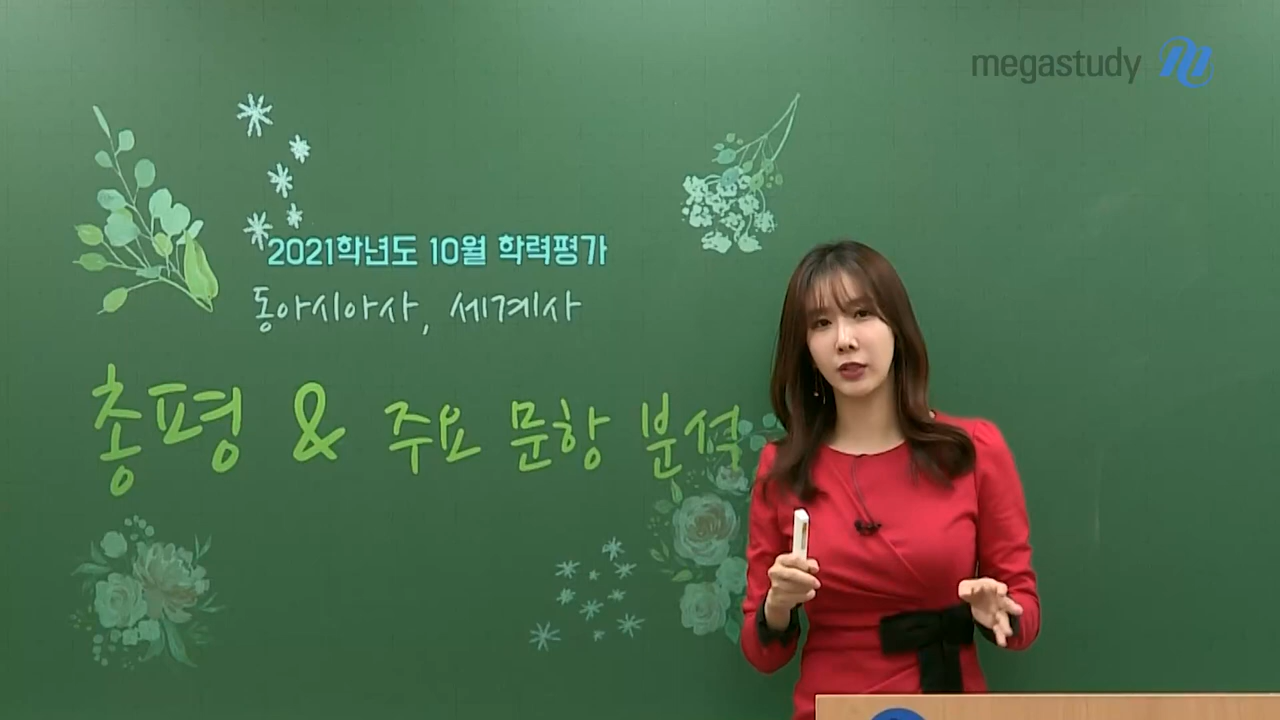 megastudy
2021학년도 10월 학력평가
동아시아사, 세계사
총평 & 주요 문항 분석